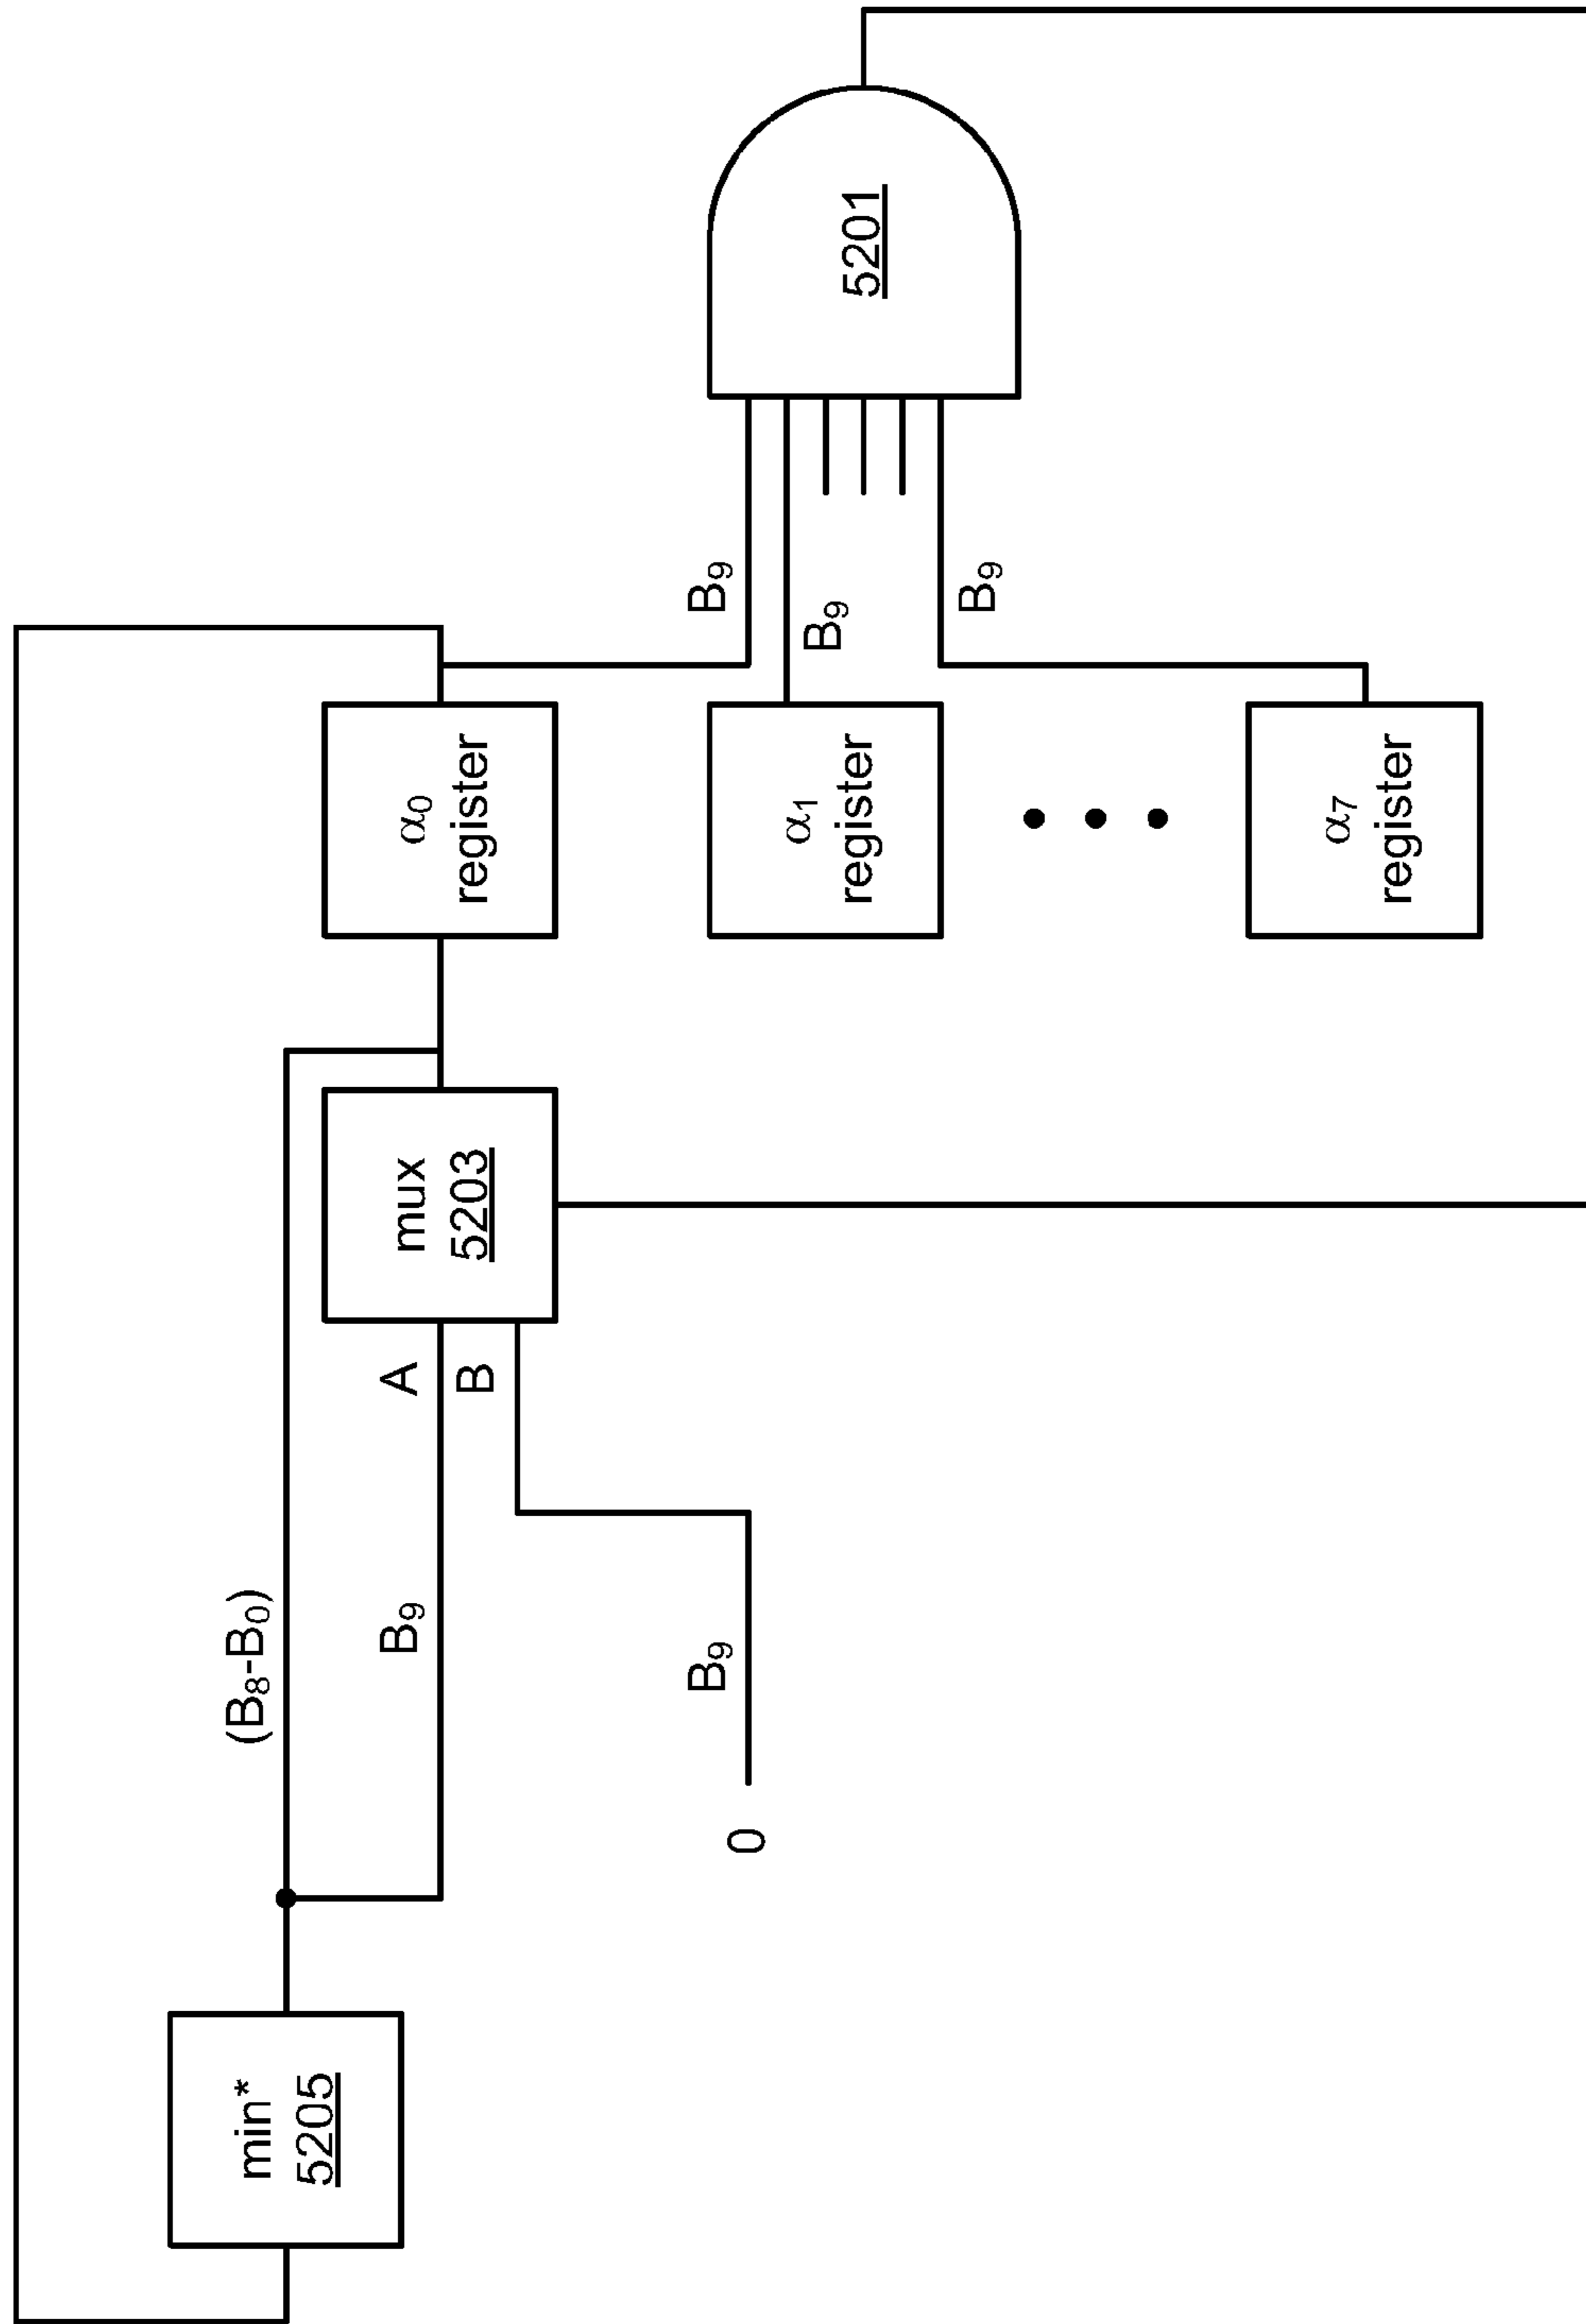 min*
5205
(B₈-B₀)
B₉
A
B
B₉
0
mux
5203
α₀
register
α₁
register
α₇
register
B₉
B₉
B₉
5201